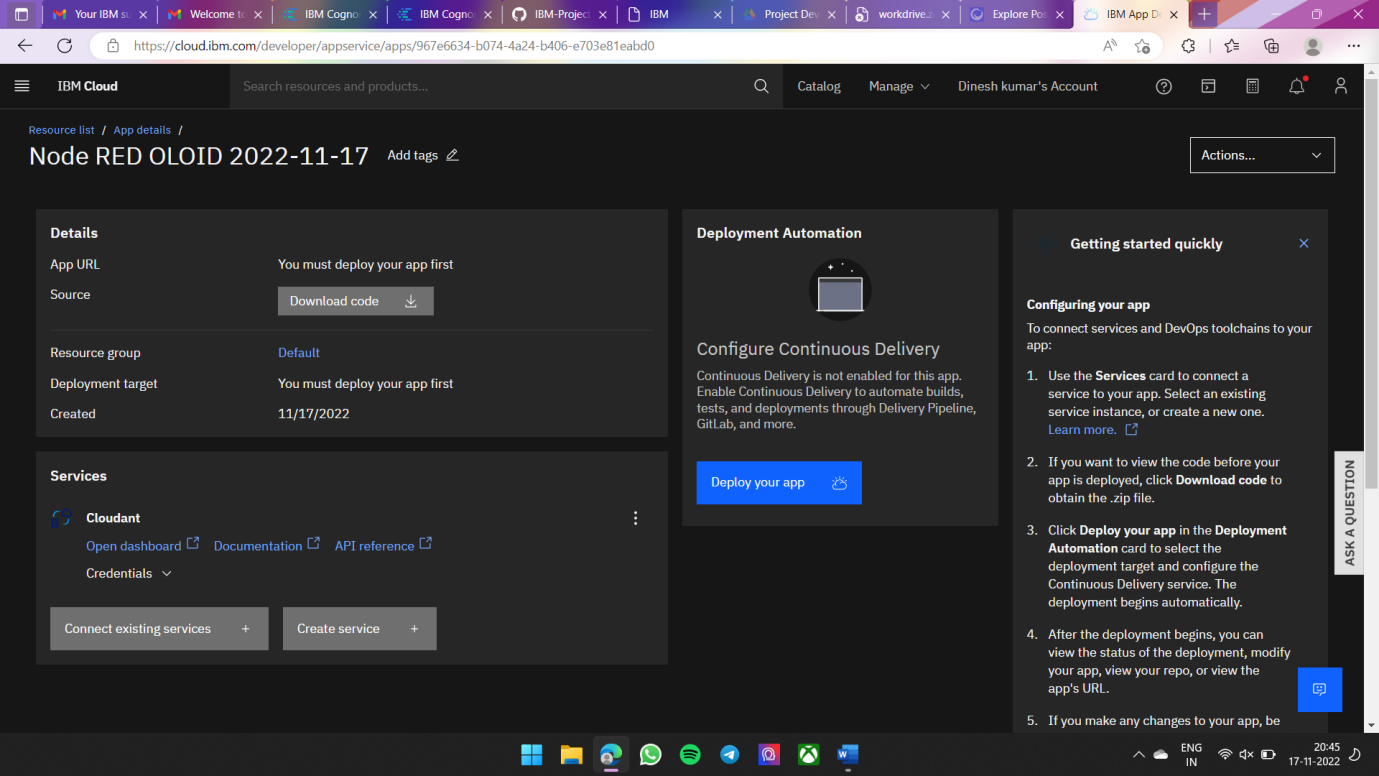 Your IBM su
Welcome to
IBM Cogno
IBM Cogno
IBM-Project
IBM
Project Dev
workdrive.z
Explore Pos
IBM App De
https://cloud.ibm.com/developer/appservice/apps/967e6634-b074-4a24-b406-e703e81eabd0
IBM Cloud
Search resources and products...
Catalog
Manage
Dinesh kumar's Account
Resource list / App details /
Node RED OLOID 2022-11-17
Add tags
Actions...
Details
App URL
You must deploy your app first
Source
Download code
Resource group
Default
Deployment target
You must deploy your app first
Created
11/17/2022
Services
Cloudant
Open dashboard
Documentation
API reference
Credentials
Connect existing services +
Create service +
Deployment Automation
Configure Continuous Delivery
Continuous Delivery is not enabled for this app.
Enable Continuous Delivery to automate builds,
tests, and deployments through Delivery Pipeline,
GitLab, and more.
Deploy your app
Getting started quickly
Configuring your app
To connect services and DevOps toolchains to your
app:
1. Use the Services card to connect a
service to your app. Select an existing
service instance, or create a new one.
Learn more.
2. If you want to view the code before your
app is deployed, click Download code to
obtain the .zip file.
3. Click Deploy your app in the Deployment
Automation card to select the
deployment target and configure the
Continuous Delivery service. The
deployment begins automatically.
4. After the deployment begins, you can
view the status of the deployment, modify
your app, view your repo, or view the
app's URL.
5. If you make any changes to your app, be
ASK A QUESTION
ENG
IN
20:45
17-11-2022